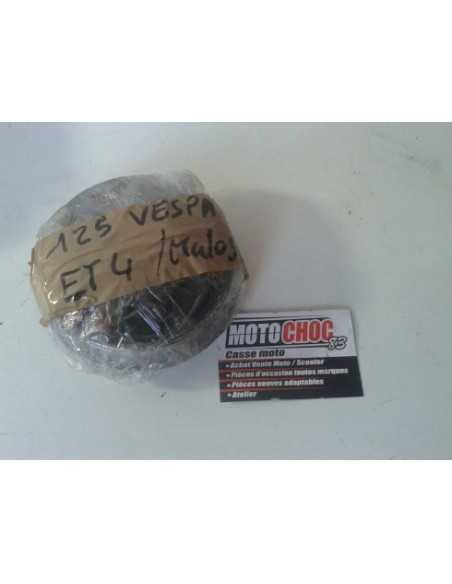 125 VESPA
ET4 /Malos
MOTOCHOC
83
Casse moto
• Achat Vente Moto / Scooter
• Pièces d'occasion toutes marques
• Pièces neuves adaptables
• Atelier